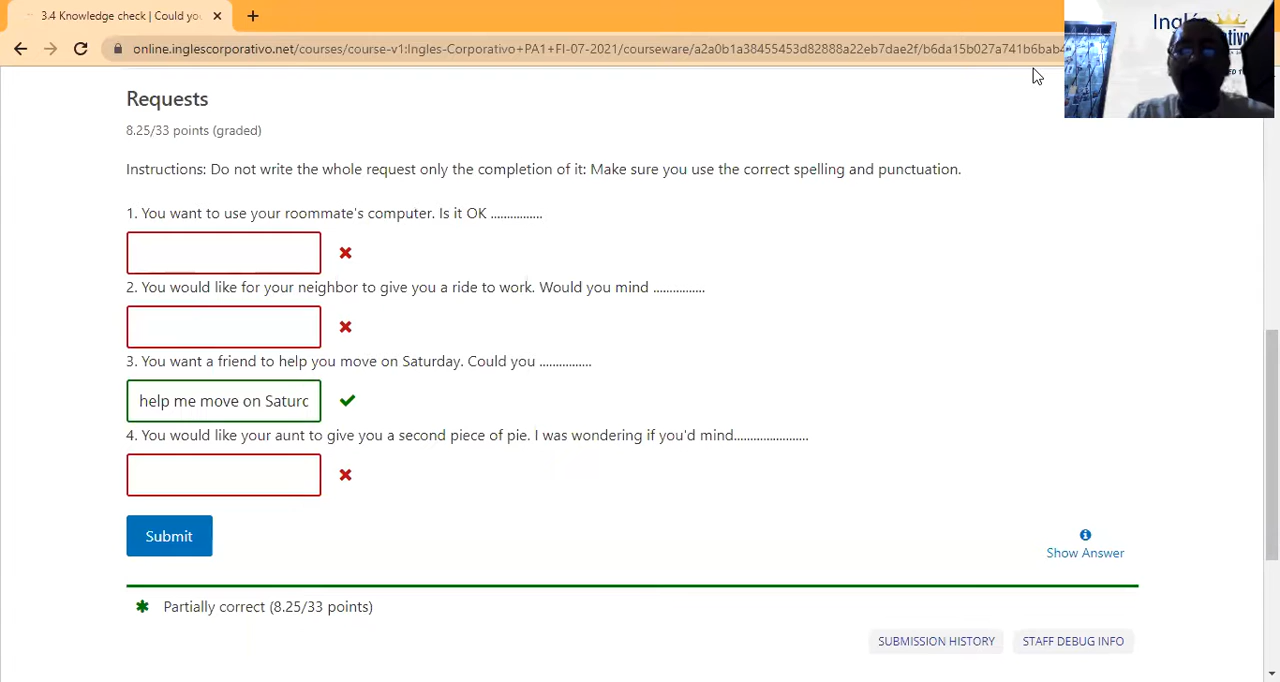 3.4 Knowledge check | Could you
online.inglescorporativo.net/courses/course-v1:Ingles-Corporativo+PA1+FI-07-2021/courseware/a2a0b1a38455453d82888a22eb7dae2f/b6da15b027a741b6bab4
Requests
8.25/33 points (graded)
Instructions: Do not write the whole request only the completion of it: Make sure you use the correct spelling and punctuation.
1. You want to use your roommate's computer. Is it OK ...............
2. You would like for your neighbor to give you a ride to work. Would you mind ...............
3. You want a friend to help you move on Saturday. Could you ...............
help me move on Saturd
4. You would like your aunt to give you a second piece of pie. I was wondering if you'd mind.....................
Submit
Show Answer
Partially correct (8.25/33 points)
SUBMISSION HISTORY
STAFF DEBUG INFO